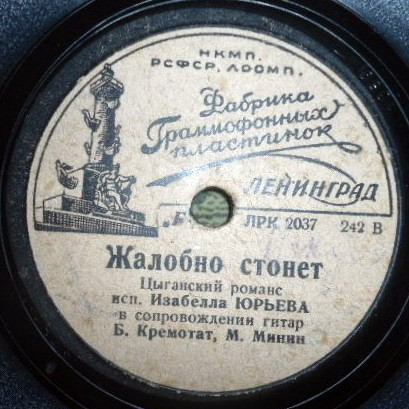 НКМП.
РСФСР, ЛООМП.
Фабрика
Граммофонных
пластинок
ЛЕНИНГРАД
ЛРК 2037 242 В
Жалобно стонет
Цыганский романс
исп. Изабелла ЮРЬЕВА
в сопровождении гитар
Б. Кремотат, М. Минин